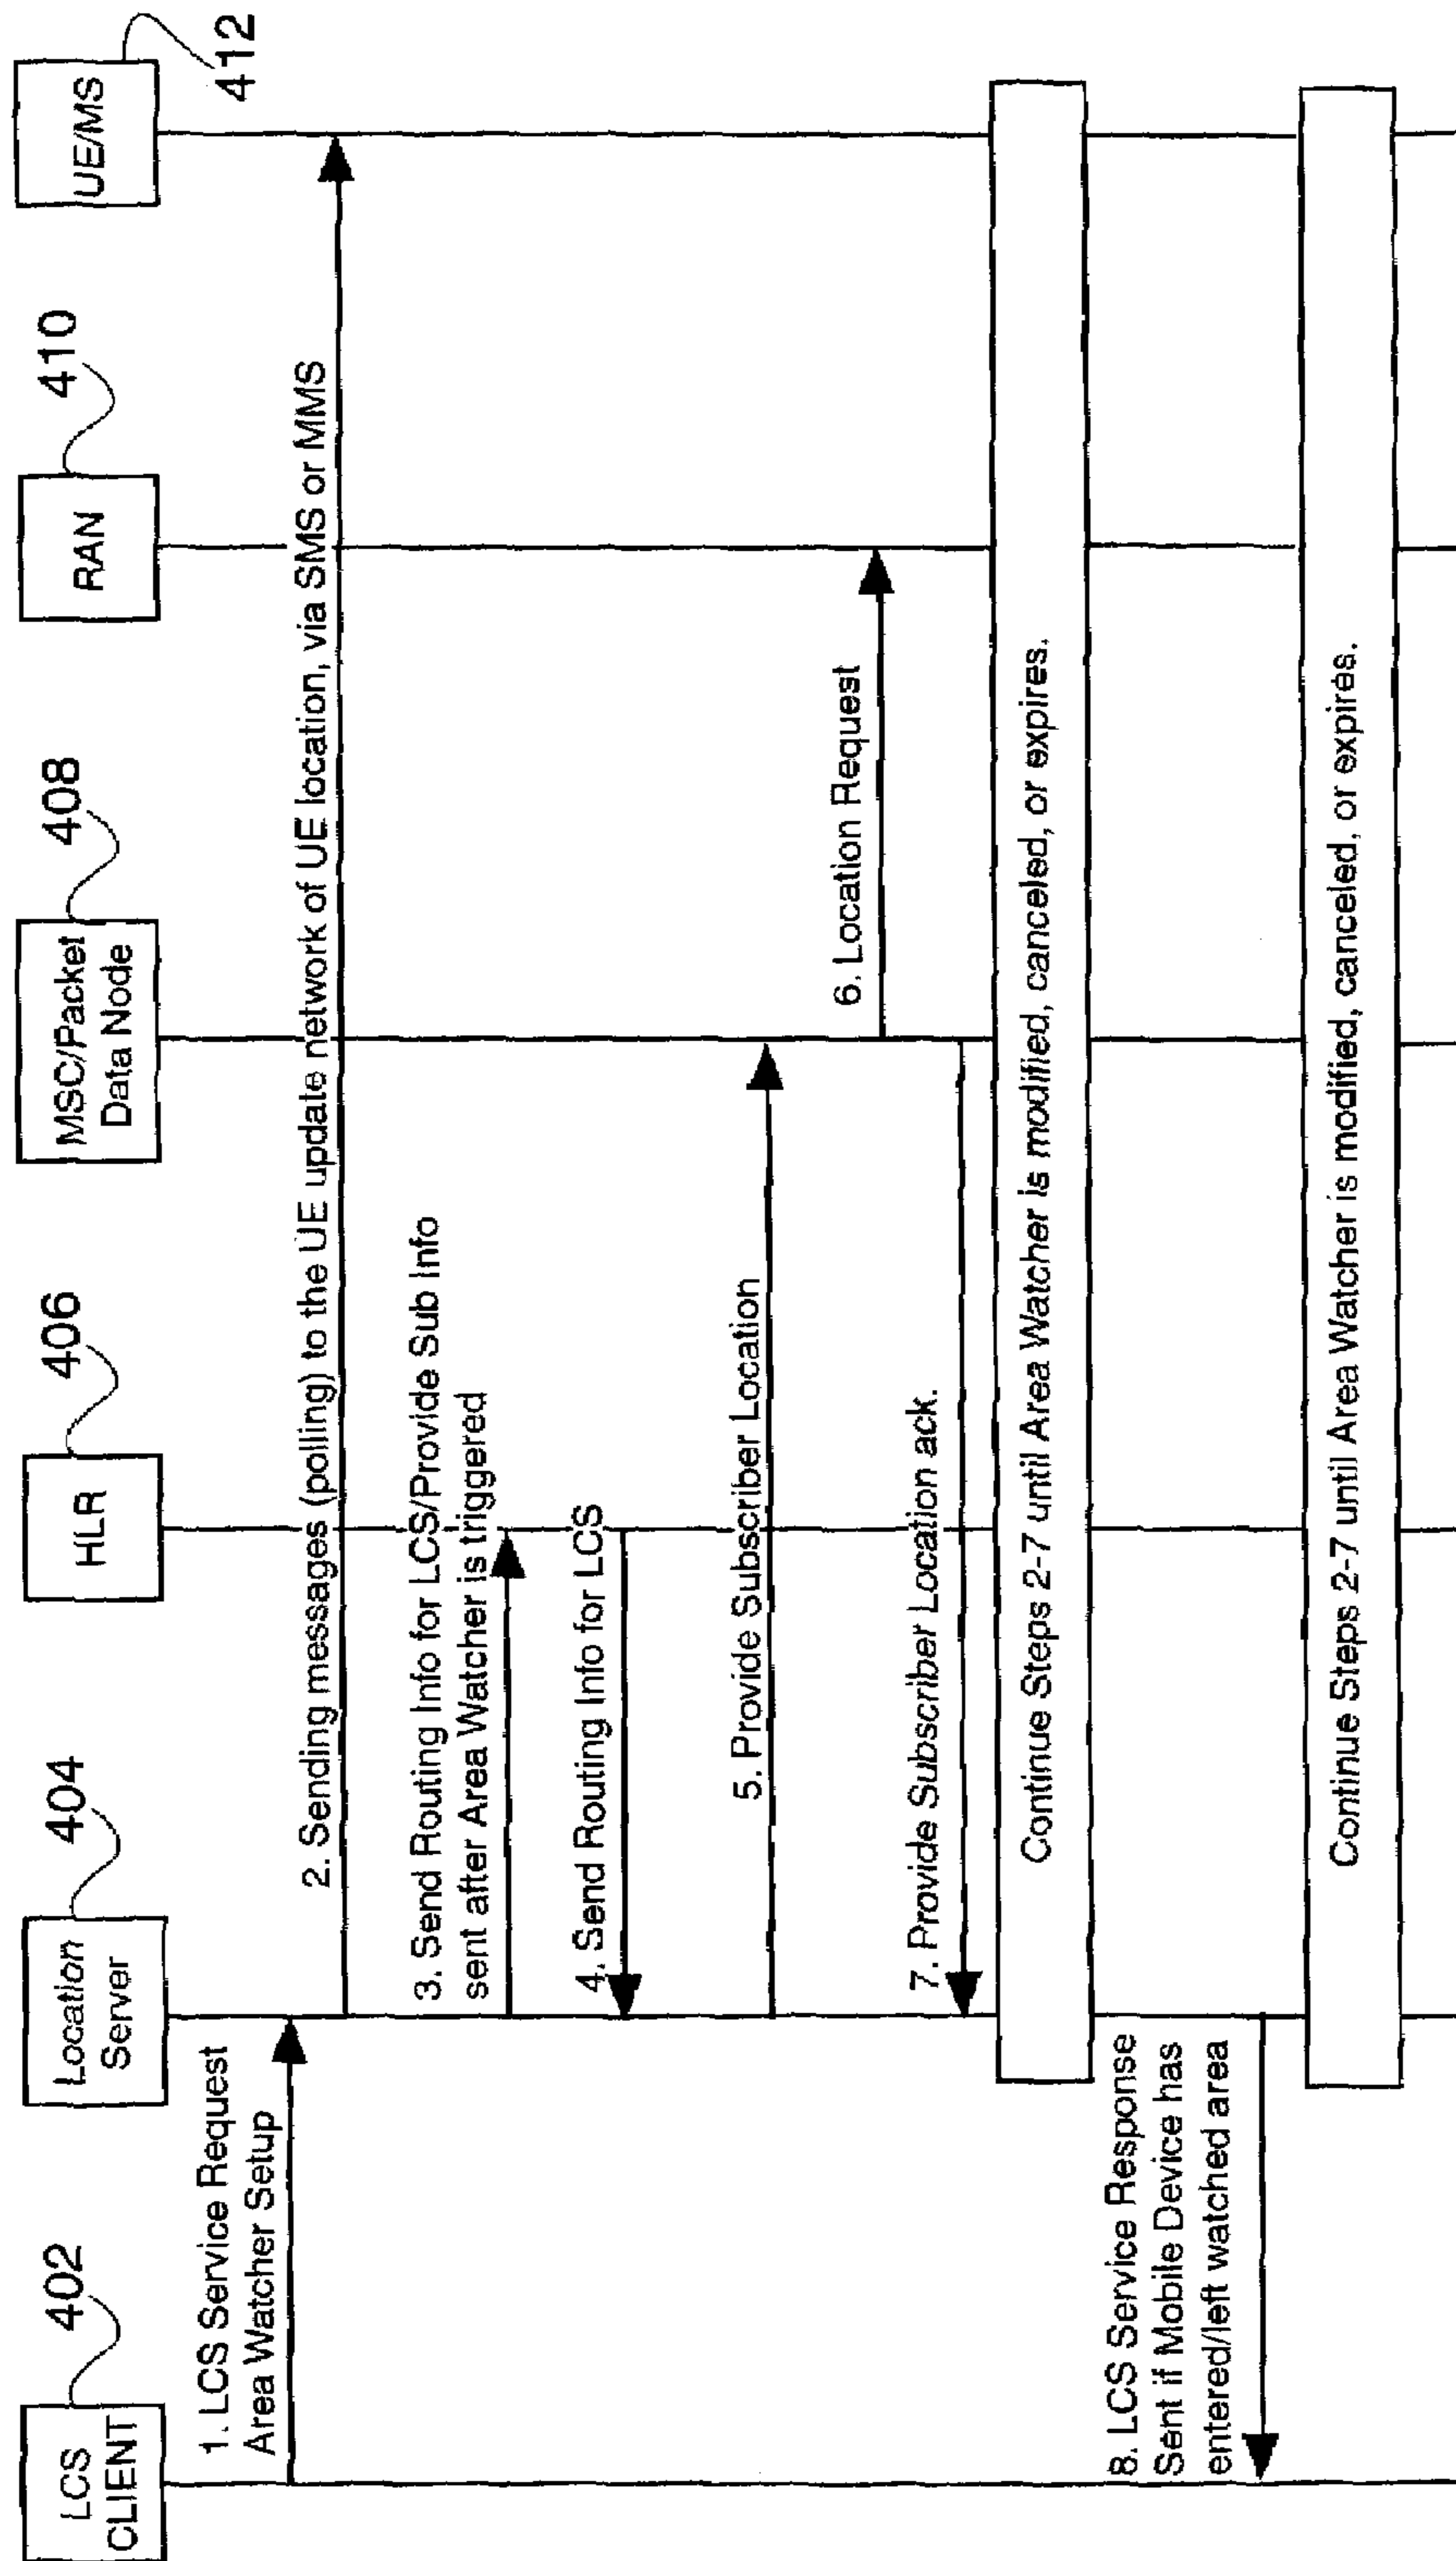 LCS
CLIENT
402
Location
Server
404
HLR
406
MSC/Packet
Data Node
408
RAN
410
UE/MS
412
1. LCS Service Request
Area Watcher Setup
2. Sending messages (polling) to the UE update network of UE location, via SMS or MMS
3. Send Routing Info for LCS/Provide Sub Info
sent after Area Watcher is triggered
4. Send Routing Info for LCS
5. Provide Subscriber Location
6. Location Request
7. Provide Subscriber Location ack.
Continue Steps 2-7 until Area Watcher is modified, canceled, or expires.
8. LCS Service Response
Sent if Mobile Device has
entered/left watched area
Continue Steps 2-7 until Area Watcher is modified, canceled, or expires.